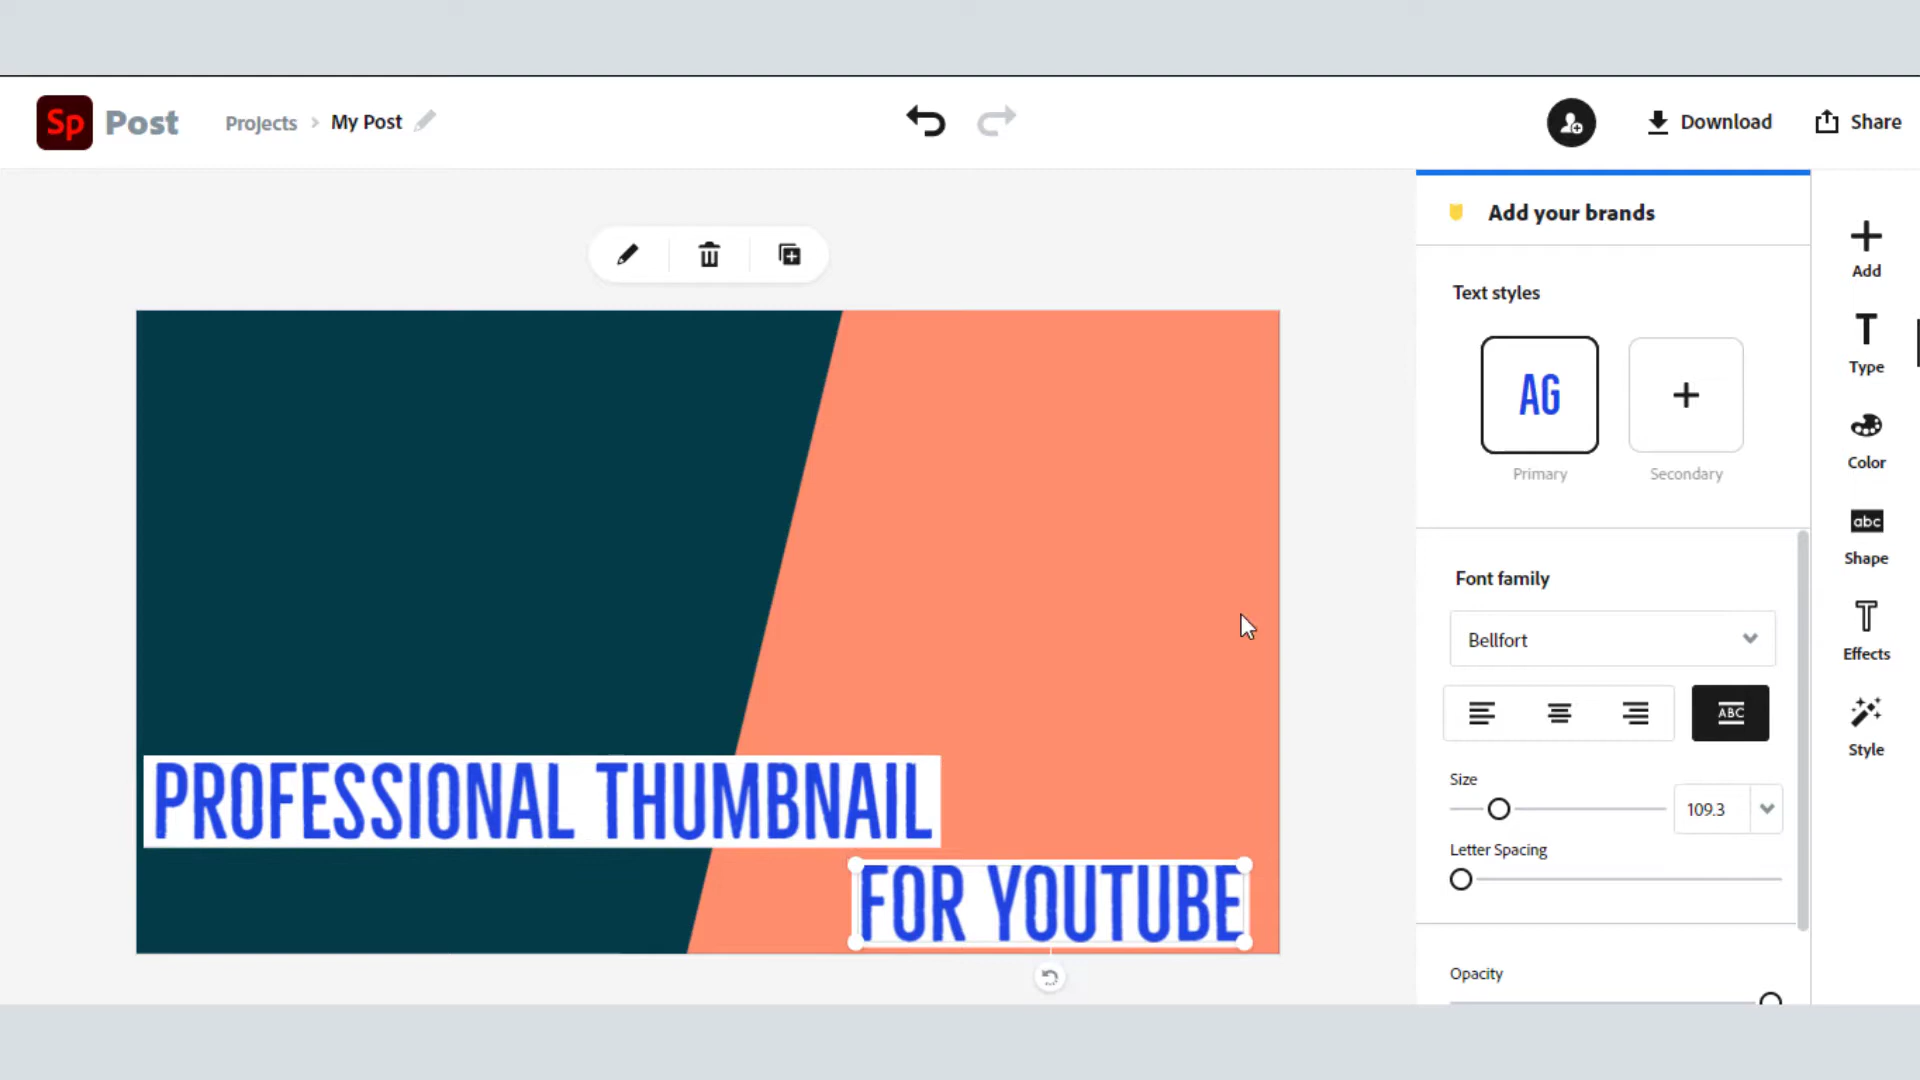 Sp Post Projects > My Post Download Share
Add your brands
Add
Text styles
Type
AG
Primary Secondary
Color
abc
Shape
Font family
Bellfort
Effects
ABC
Style
PROFESSIONAL THUMBNAIL
Size
109.3
Letter Spacing
FOR YOUTUBE
Opacity